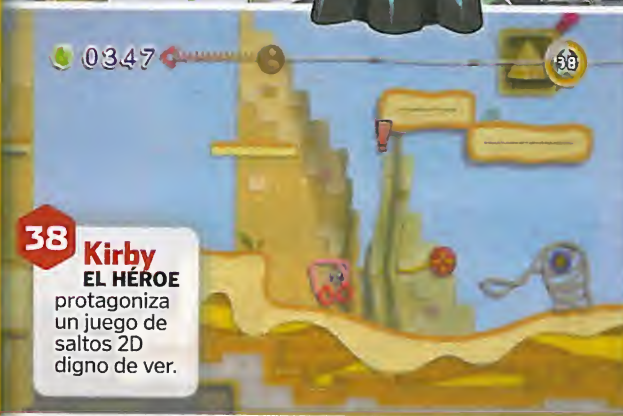 0347
38
38
Kirby
EL HÉROE
protagoniza
un juego de
saltos 2D
digno de ver.